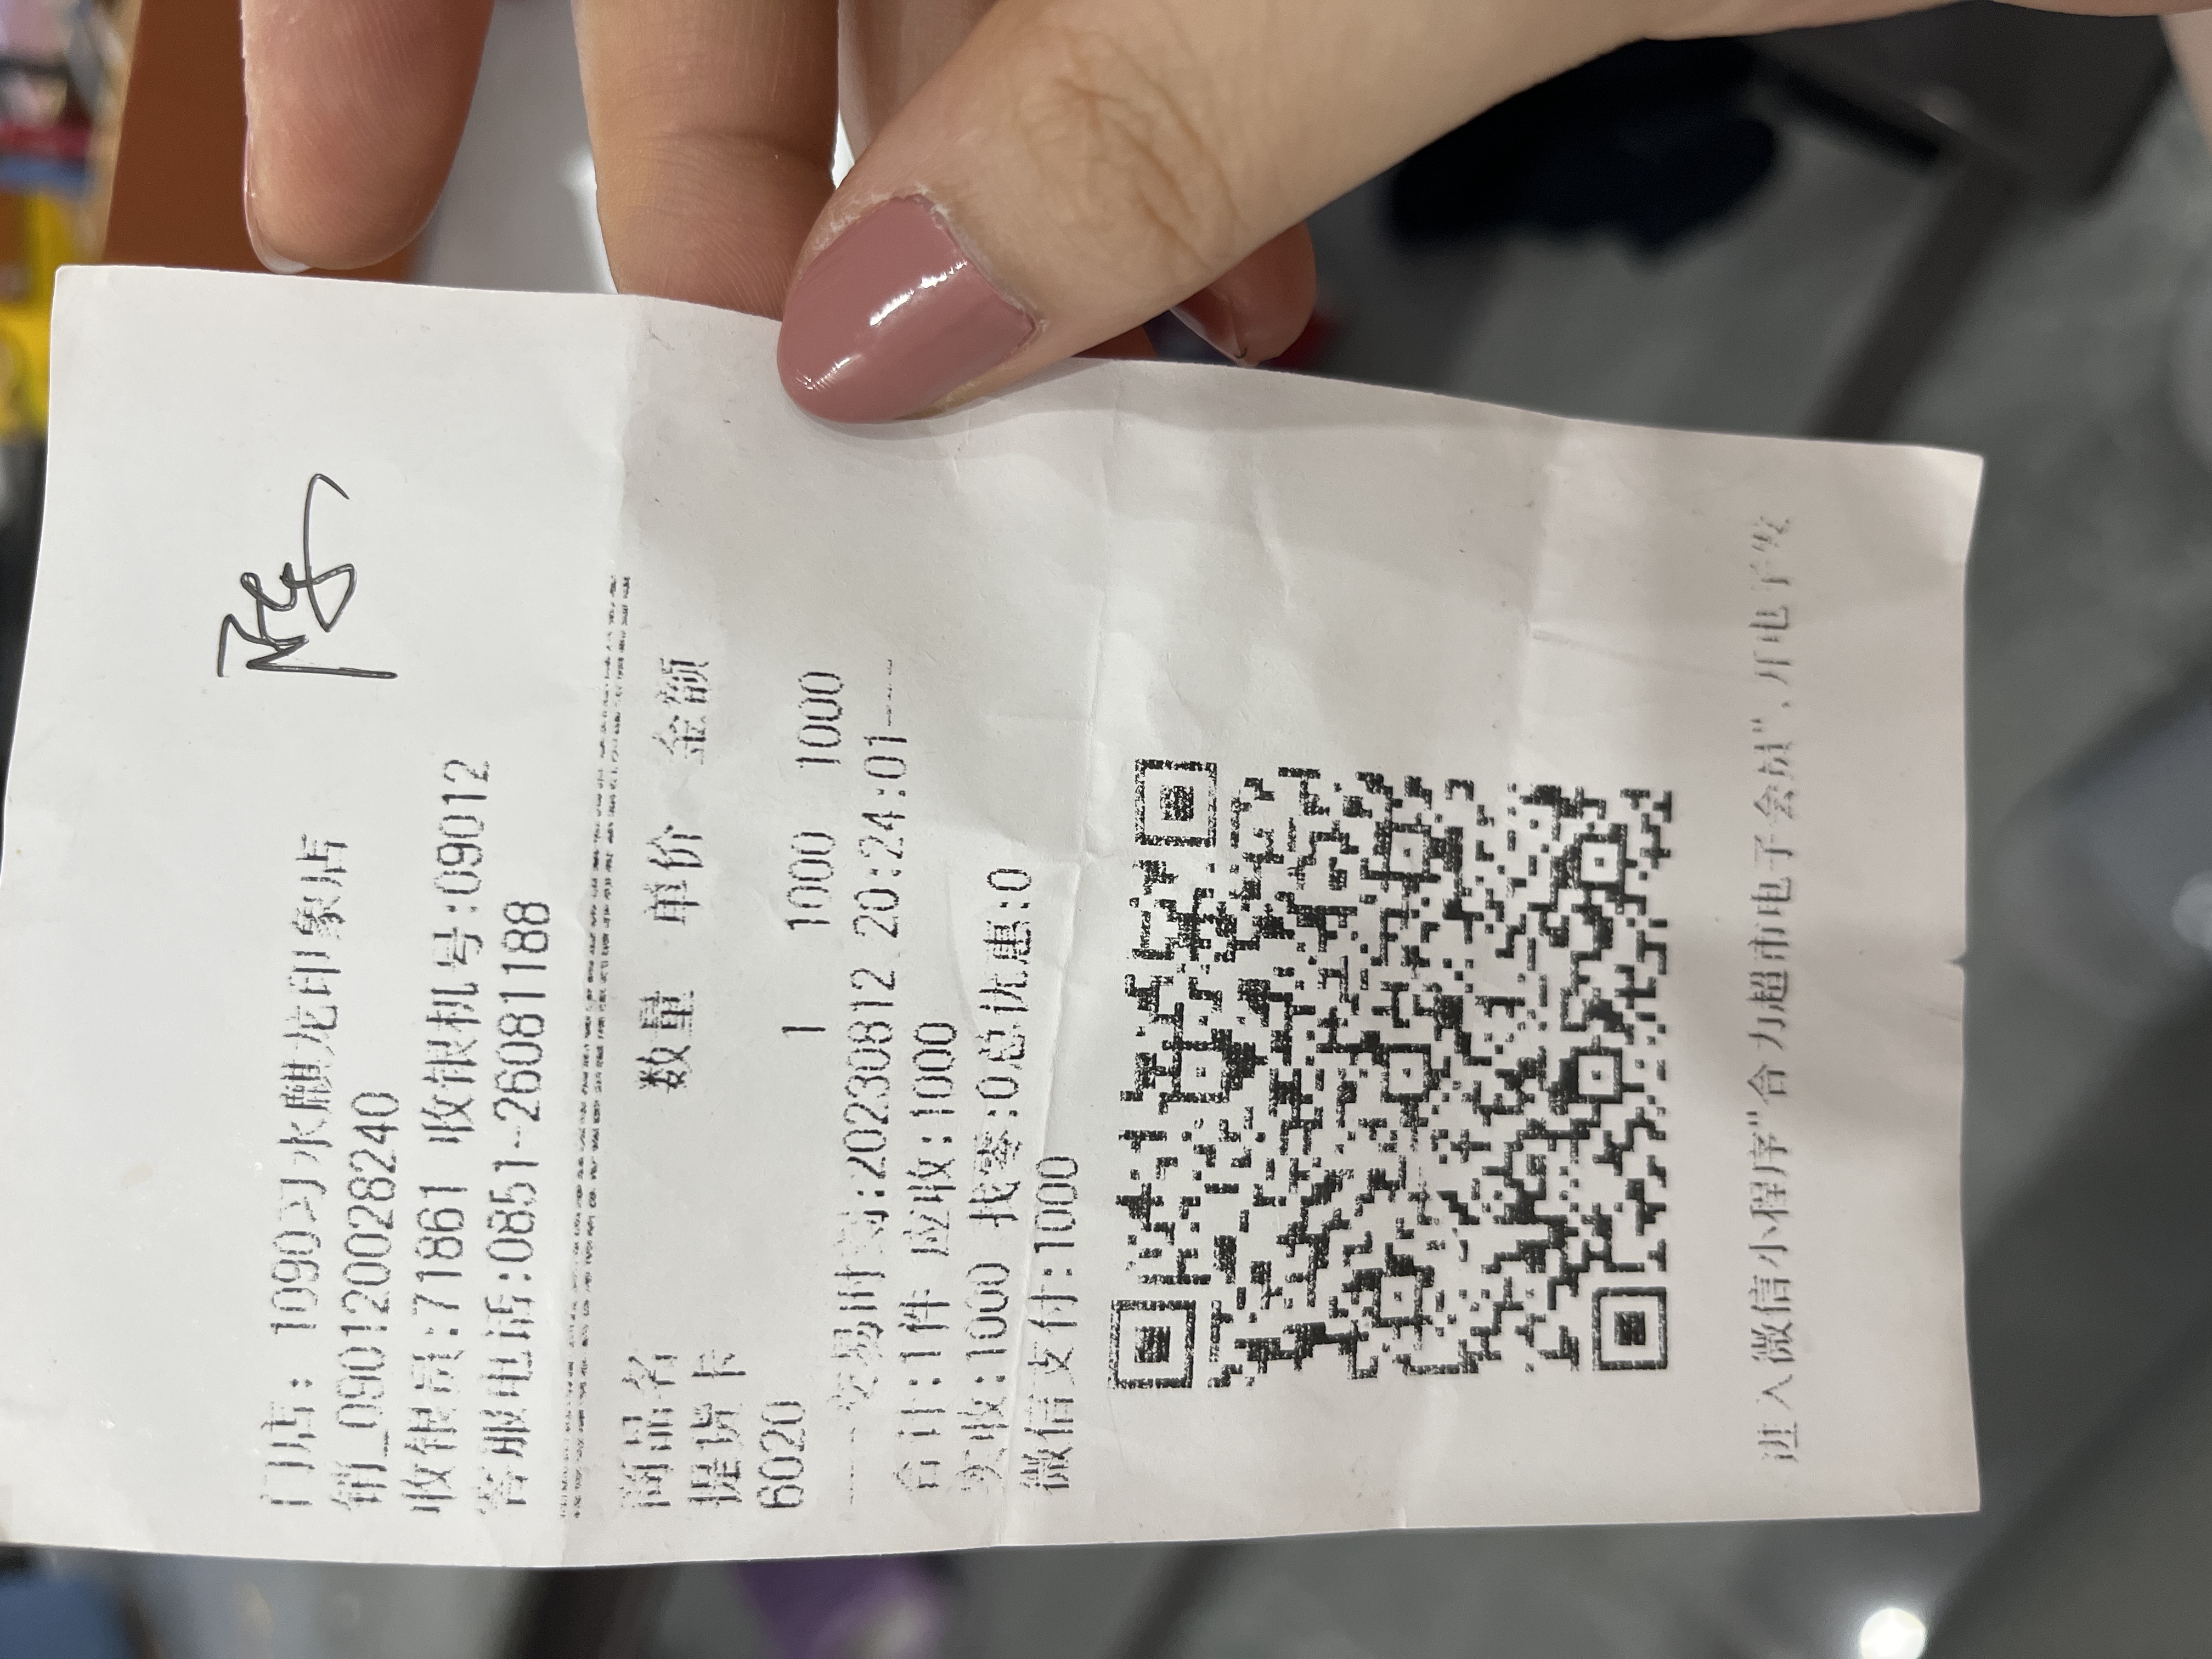 陈
门店: 1090习水麒龙印象店
销_090120028240
收银员:71861 收银机号:09012
客服电话:0851-26081188
商品名 数量 单价 金额
提货卡
6020 1 1000 1000
----交易时间:20230812 20:24:01----
合计:1件 应收:1000
实收:1000 找零:0总优惠:0
微信支付:1000
进入微信小程序"合力超市电子会员",开电子发